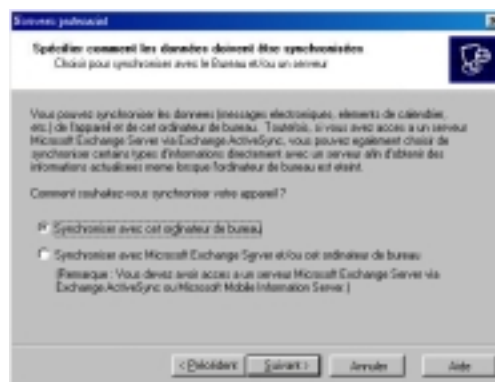 Nouveau partenariat
Spécifier comment les données doivent être synchronisées
Choisir pour synchroniser avec le Bureau et/ou un serveur
Vous pouvez synchroniser les données (messages électroniques, éléments de calendrier,
etc.) de l'appareil et de cet ordinateur de bureau. Toutefois, si vous avez accès à un serveur
Microsoft Exchange Server via Exchange ActiveSync, vous pouvez également choisir de
synchroniser certains types d'informations directement avec un serveur afin d'obtenir des
informations actualisées même lorsque l'ordinateur de bureau est éteint.
Comment souhaitez-vous synchroniser votre appareil ?
Synchroniser avec cet ordinateur de bureau
Synchroniser avec Microsoft Exchange Server et/ou cet ordinateur de bureau
(Remarque : Vous devez avoir accès à un serveur Microsoft Exchange Server via
Exchange ActiveSync ou Microsoft Mobile Information Server.)
< Précédent
Suivant >
Annuler
Aide